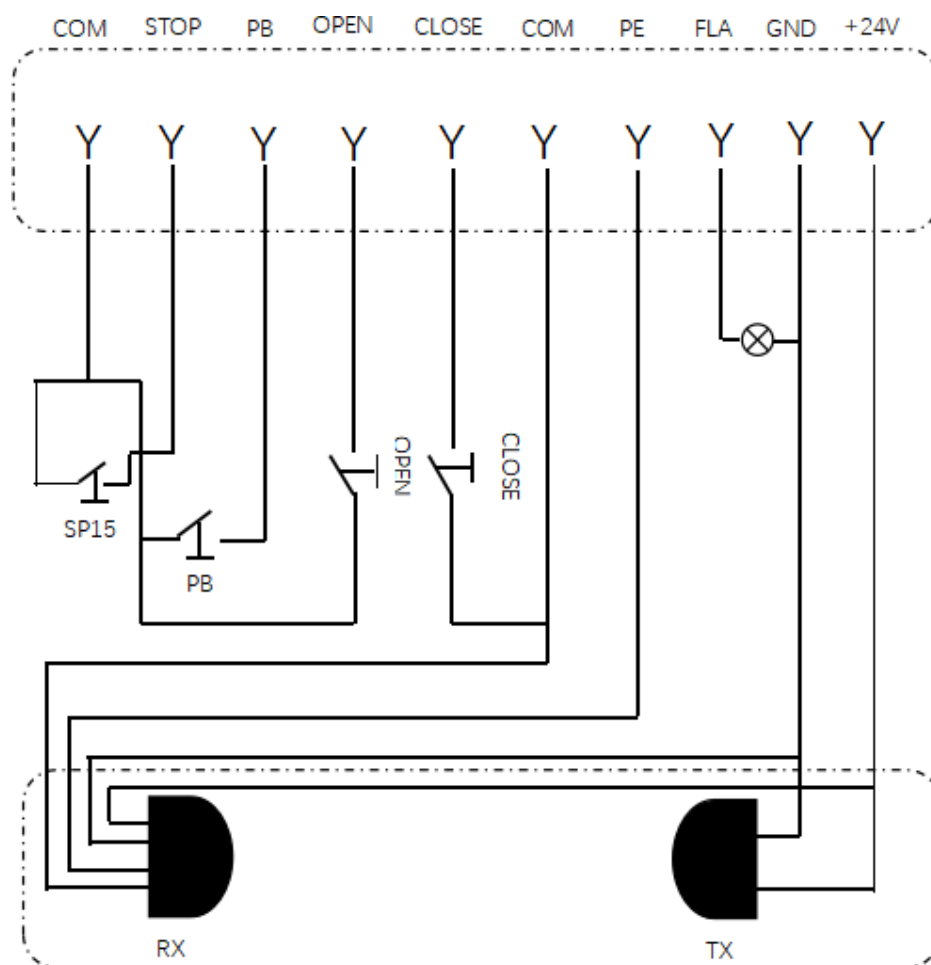 COM STOP PB OPEN CLOSE COM PE FLA GND +24V
Y Y Y Y Y Y Y Y Y Y
OPEN
CLOSE
SP15
PB
RX
TX